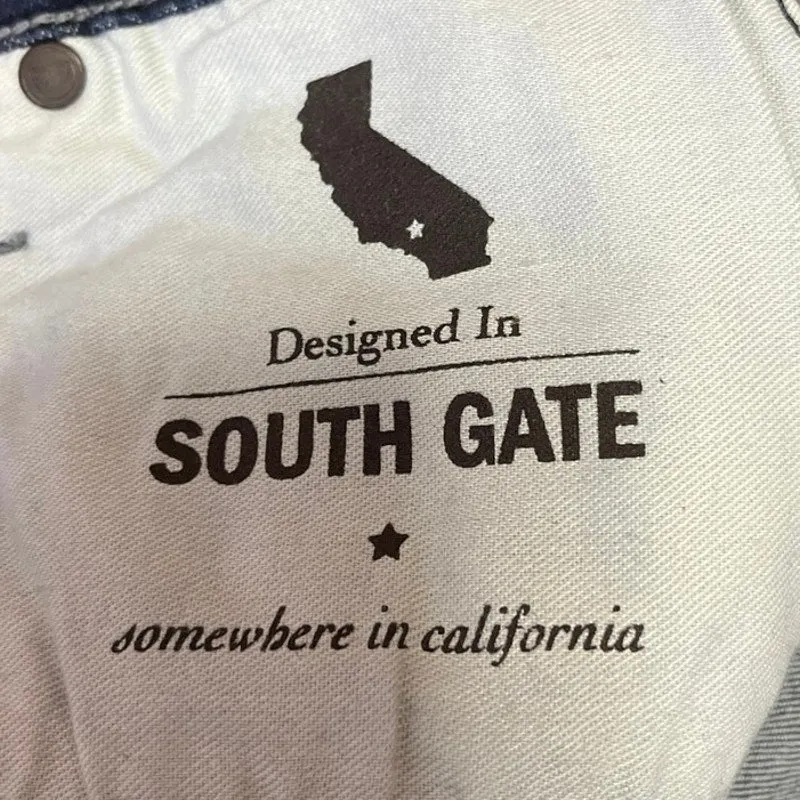 Designed In
SOUTH GATE
somewhere in california